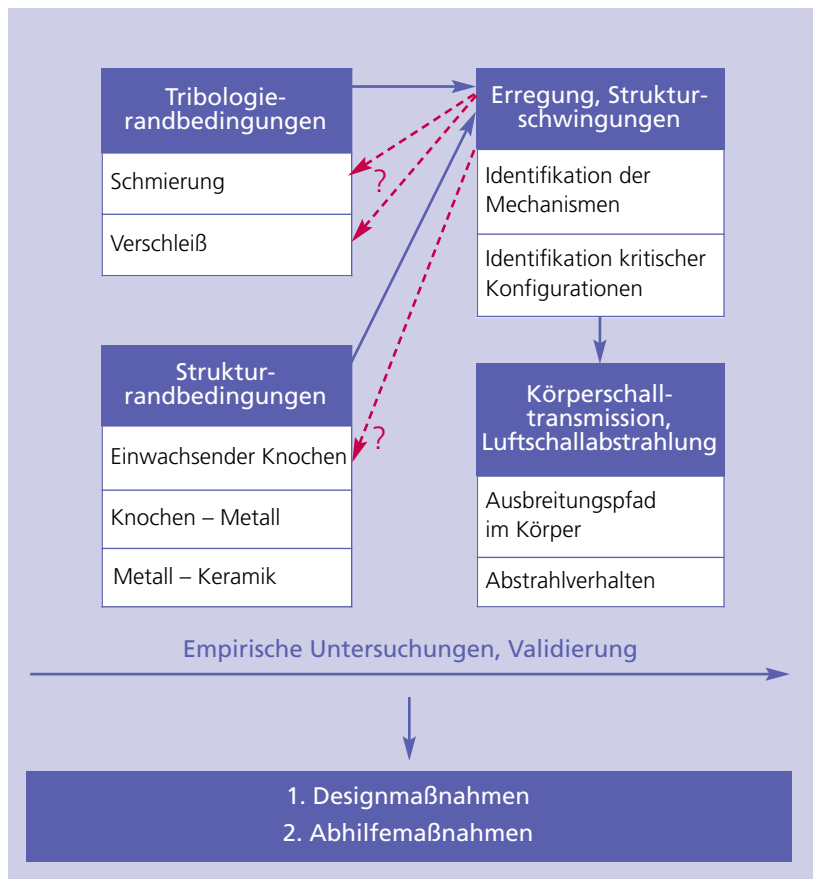 Tribologie-
randbedingungen
Schmierung
Verschleiß
?
Erregung, Struktur-
schwingungen
Identifikation der
Mechanismen
Identifikation kritischer
Konfigurationen
Struktur-
randbedingungen
Einwachsender Knochen
Knochen – Metall
Metall – Keramik
?
Körperschall-
transmission,
Luftschallabstrahlung
Ausbreitungspfad
im Körper
Abstrahlverhalten
Empirische Untersuchungen, Validierung
1. Designmaßnahmen
2. Abhilfemaßnahmen